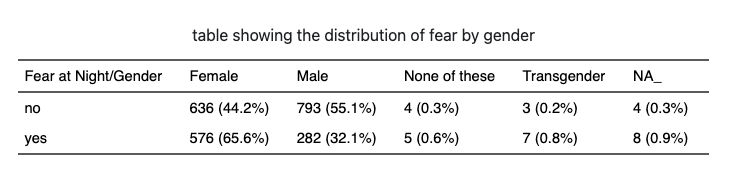 table showing the distribution of fear by gender
Fear at Night/Gender Female Male None of these Transgender NA_
no 636 (44.2%) 793 (55.1%) 4 (0.3%) 3 (0.2%) 4 (0.3%)
yes 576 (65.6%) 282 (32.1%) 5 (0.6%) 7 (0.8%) 8 (0.9%)